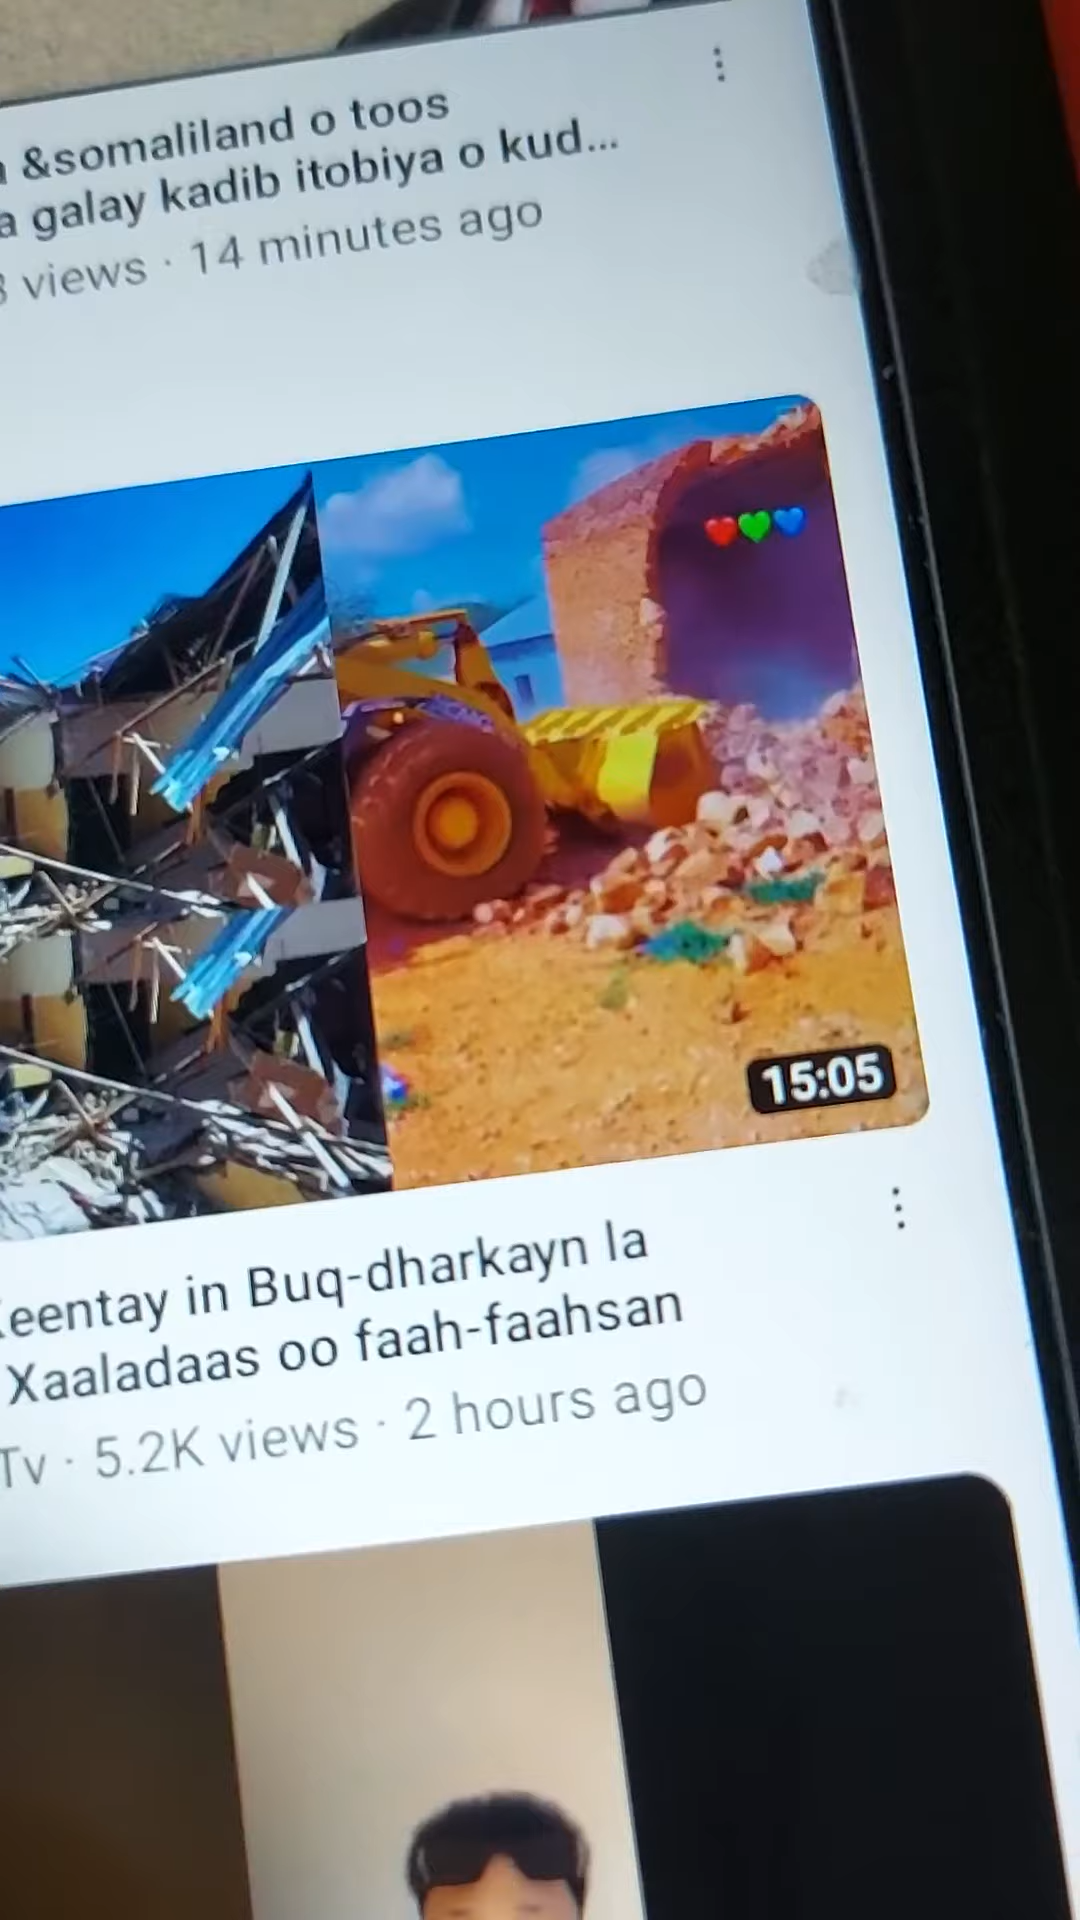 &somaliland o toos
a galay kadib itobiya o kud...
views · 14 minutes ago
15:05
Keentay in Buq-dharkayn la
Xaaladaas oo faah-faahsan
Tv · 5.2K views · 2 hours ago